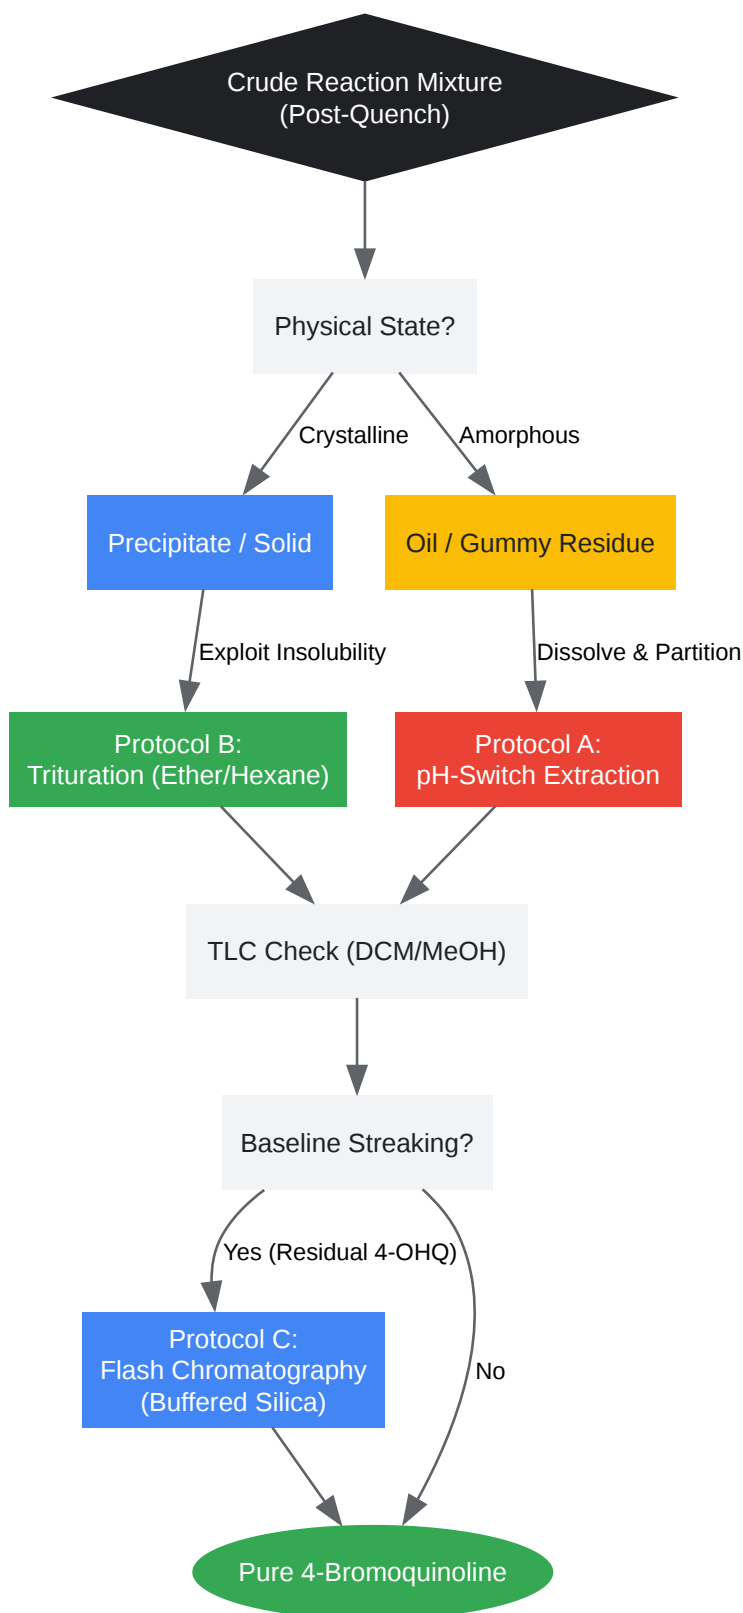 Crude Reaction Mixture
(Post-Quench)
Physical State?
Crystalline
Amorphous
Precipitate / Solid
Oil / Gummy Residue
Exploit Insolubility
Dissolve & Partition
Protocol B:
Trituration (Ether/Hexane)
Protocol A:
pH-Switch Extraction
TLC Check (DCM/MeOH)
Baseline Streaking?
Yes (Residual 4-OHQ)
Protocol C:
Flash Chromatography
(Buffered Silica)
No
Pure 4-Bromoquinoline